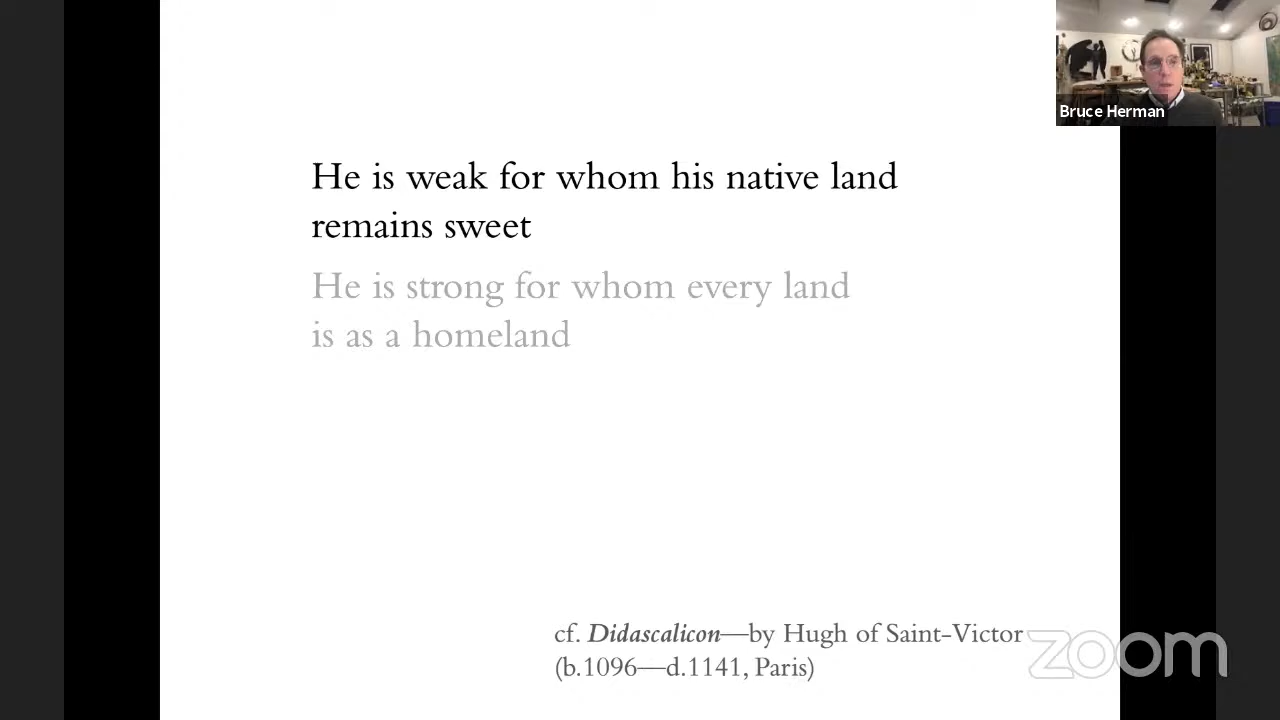 Bruce Herman
He is weak for whom his native land
remains sweet
He is strong for whom every land
is as a homeland
cf. Didascalicon—by Hugh of Saint-Victor
(b.1096—d.1141, Paris)
zoom